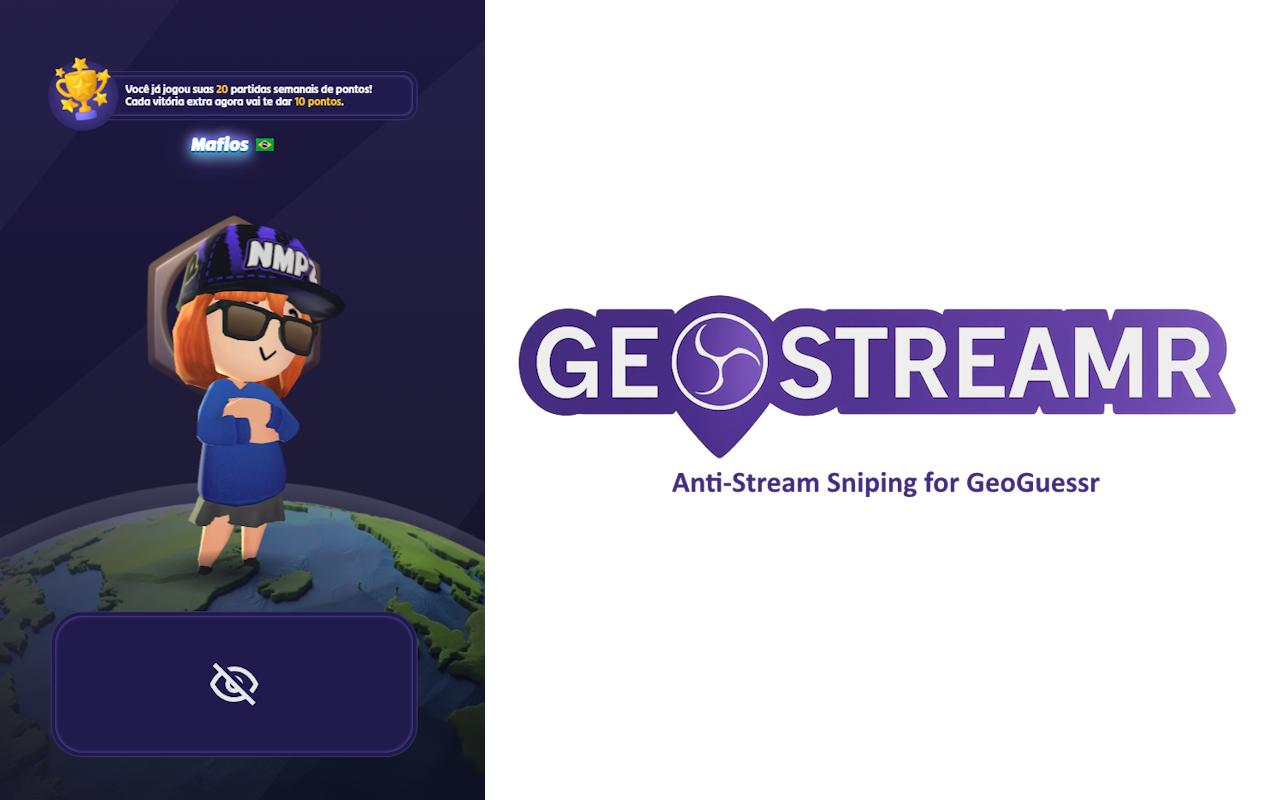 Você já jogou suas 20 partidas semanais de pontos!
Cada vitória extra agora vai te dar 10 pontos.
Mafios
NMPZ
GEOSTREAMR
Anti-Stream Sniping for GeoGuessr